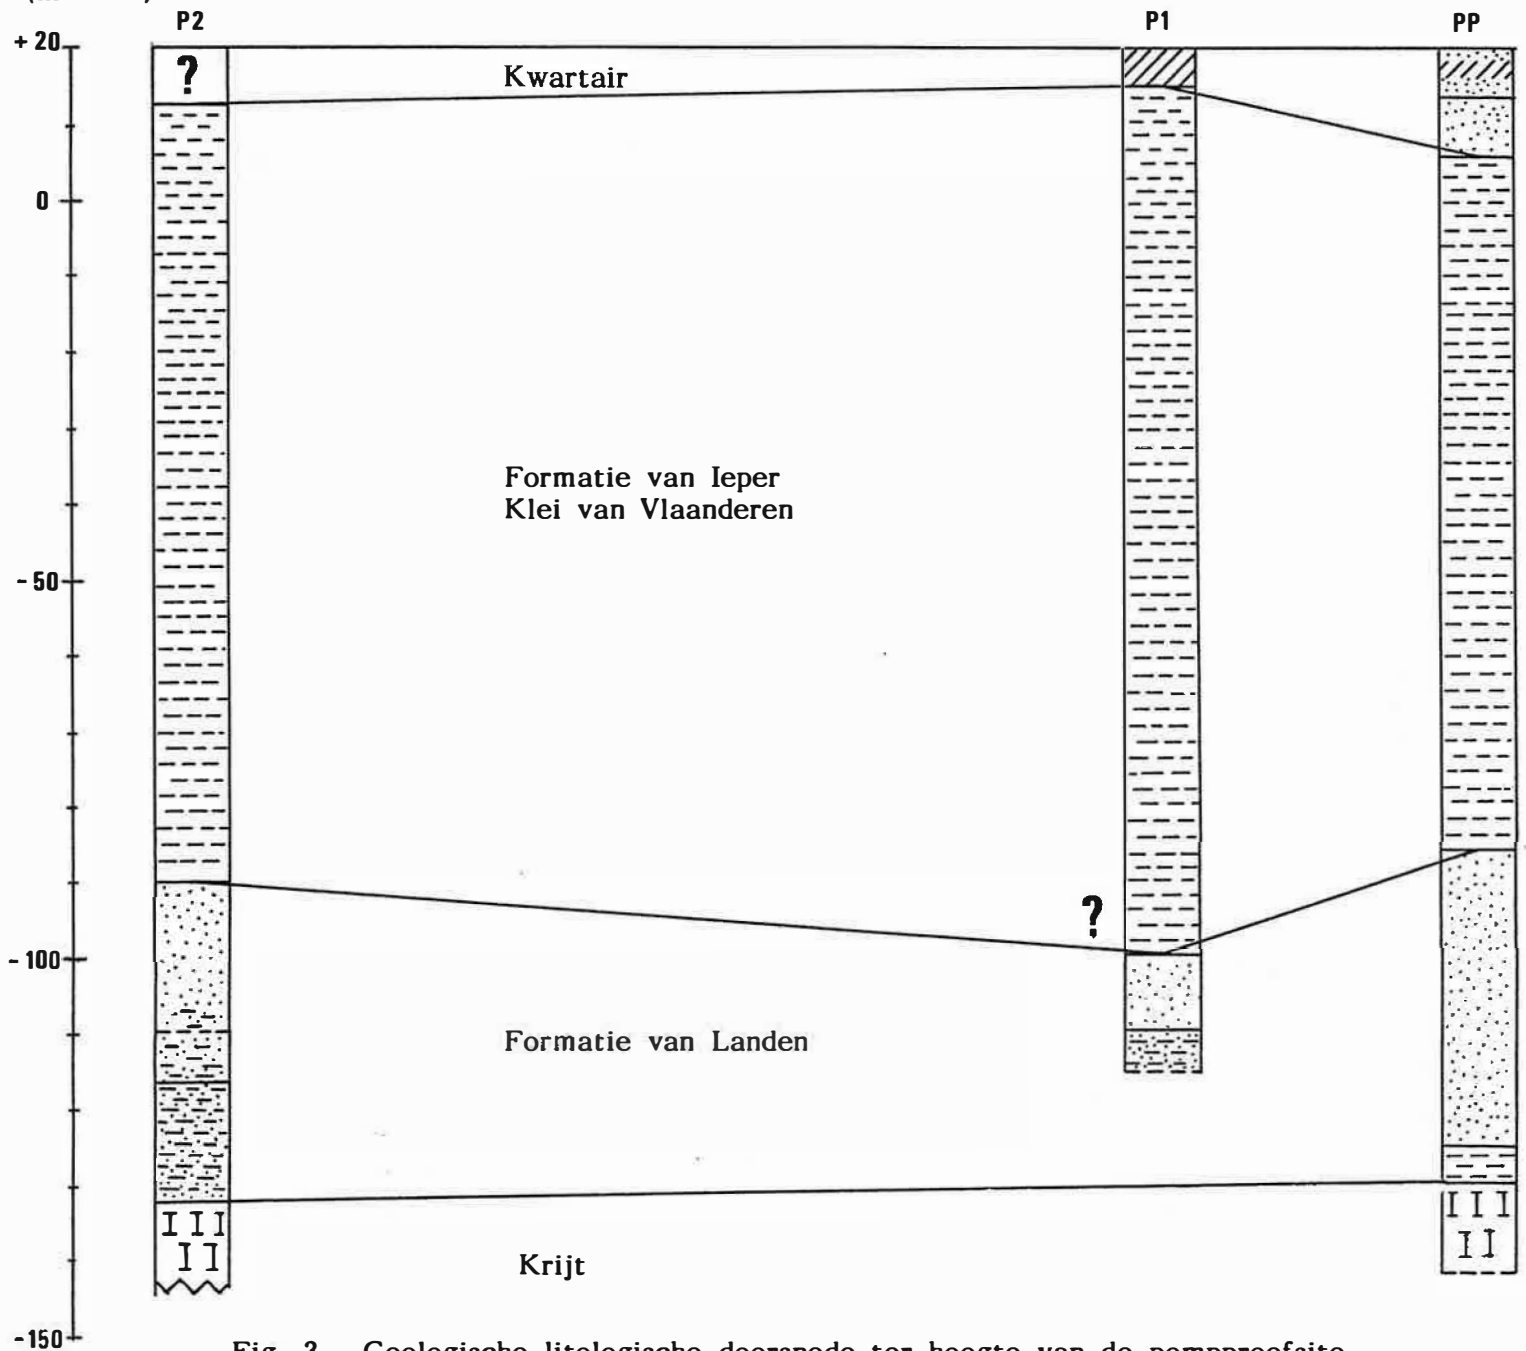 P2 P1 PP
+20
?
Kwartair
0
Formatie van Ieper
Klei van Vlaanderen
-50
?
-100
Formatie van Landen
Krijt
-150